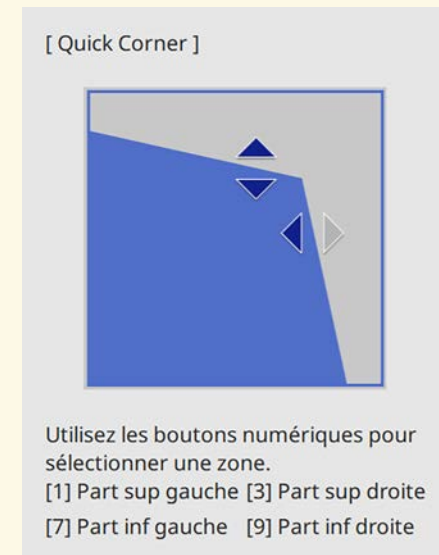 [ Quick Corner ]
Utilisez les boutons numériques pour
sélectionner une zone.
[1] Part sup gauche [3] Part sup droite
[7] Part inf gauche [9] Part inf droite